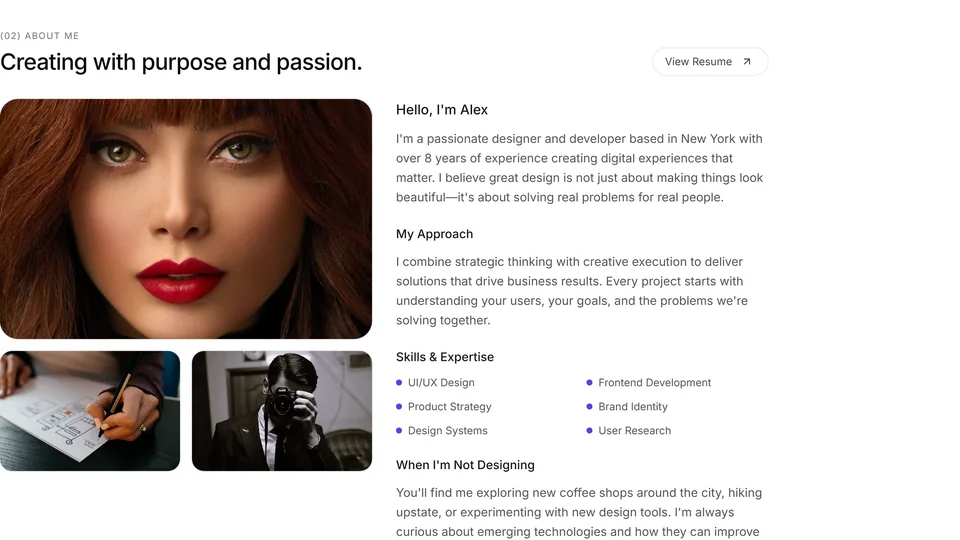 (02) ABOUT ME
Creating with purpose and passion.
View Resume
Hello, I'm Alex
I'm a passionate designer and developer based in New York with
over 8 years of experience creating digital experiences that
matter. I believe great design is not just about making things look
beautiful—it's about solving real problems for real people.
My Approach
I combine strategic thinking with creative execution to deliver
solutions that drive business results. Every project starts with
understanding your users, your goals, and the problems we're
solving together.
Skills & Expertise
UI/UX Design
Frontend Development
Product Strategy
Brand Identity
Design Systems
User Research
When I'm Not Designing
You'll find me exploring new coffee shops around the city, hiking
upstate, or experimenting with new design tools. I'm always
curious about emerging technologies and how they can improve